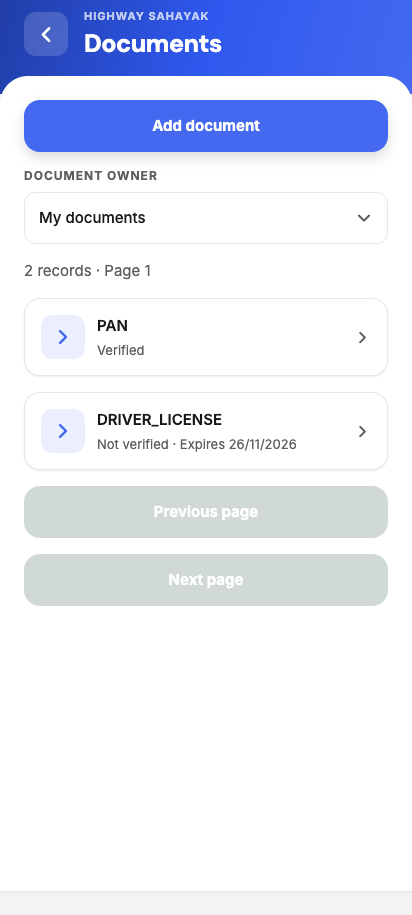 HIGHWAY SAHAYAK
Documents
Add document
DOCUMENT OWNER
My documents
2 records · Page 1
PAN
Verified
DRIVER_LICENSE
Not verified · Expires 26/11/2026
Previous page
Next page